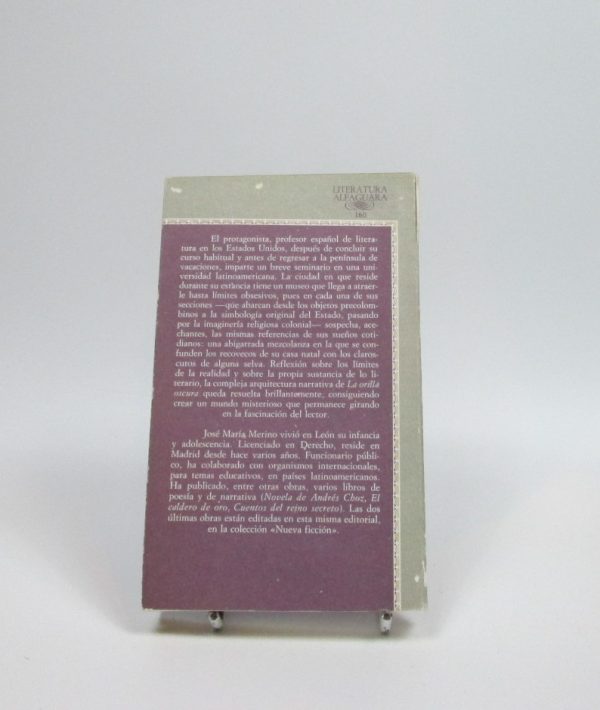 LITERATURA
ALFAGUARA
160
El protagonista, profesor español de litera-
tura en los Estados Unidos, después de concluir su
curso habitual y antes de regresar a la península de
vacaciones, imparte un breve seminario en una uni-
versidad latinoamericana. La ciudad en que reside
durante su estancia tiene un museo que llega a atraer-
le hasta límites obsesivos, pues en cada una de sus
secciones —que abarcan desde los objetos precolom-
binos a la simbología original del Estado, pasando
por la imaginería religiosa colonial— sospecha, ace-
chantes, las mismas referencias de sus sueños coti-
dianos: una abigarrada mezcolanza en la que se con-
funden los recovecos de su casa natal con los claros-
curos de alguna selva. Reflexión sobre los límites
de la realidad y sobre la propia sustancia de lo li-
terario, la compleja arquitectura narrativa de La orilla
oscura queda resuelta brillantemente, consiguiendo
crear un mundo misterioso que permanece girando
en la fascinación del lector.
José María Merino vivió en León su infancia
y adolescencia. Licenciado en Derecho, reside en
Madrid desde hace varios años. Funcionario públi-
co, ha colaborado con organismos internacionales,
para temas educativos, en países latinoamericanos.
Ha publicado, entre otras obras, varios libros de
poesía y de narrativa (Novela de Andrés Choz, El
caldero de oro, Cuentos del reino secreto). Las dos
últimas obras están editadas en esta misma editorial,
en la colección «Nueva ficción».